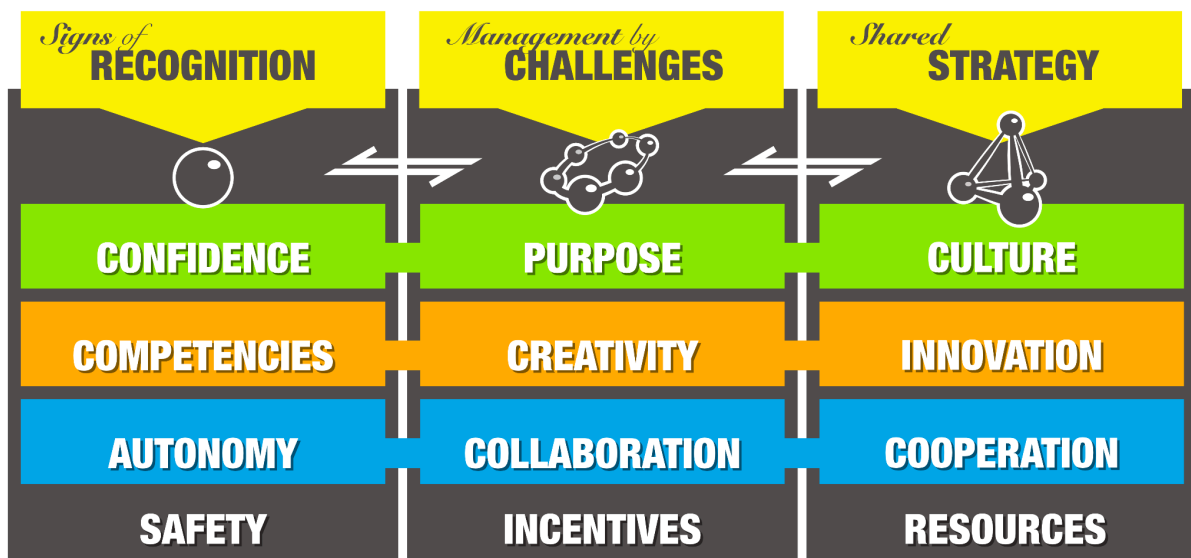 Signs of
RECOGNITION
Management by
CHALLENGES
Shared
STRATEGY
CONFIDENCE
PURPOSE
CULTURE
COMPETENCIES
CREATIVITY
INNOVATION
AUTONOMY
COLLABORATION
COOPERATION
SAFETY
INCENTIVES
RESOURCES